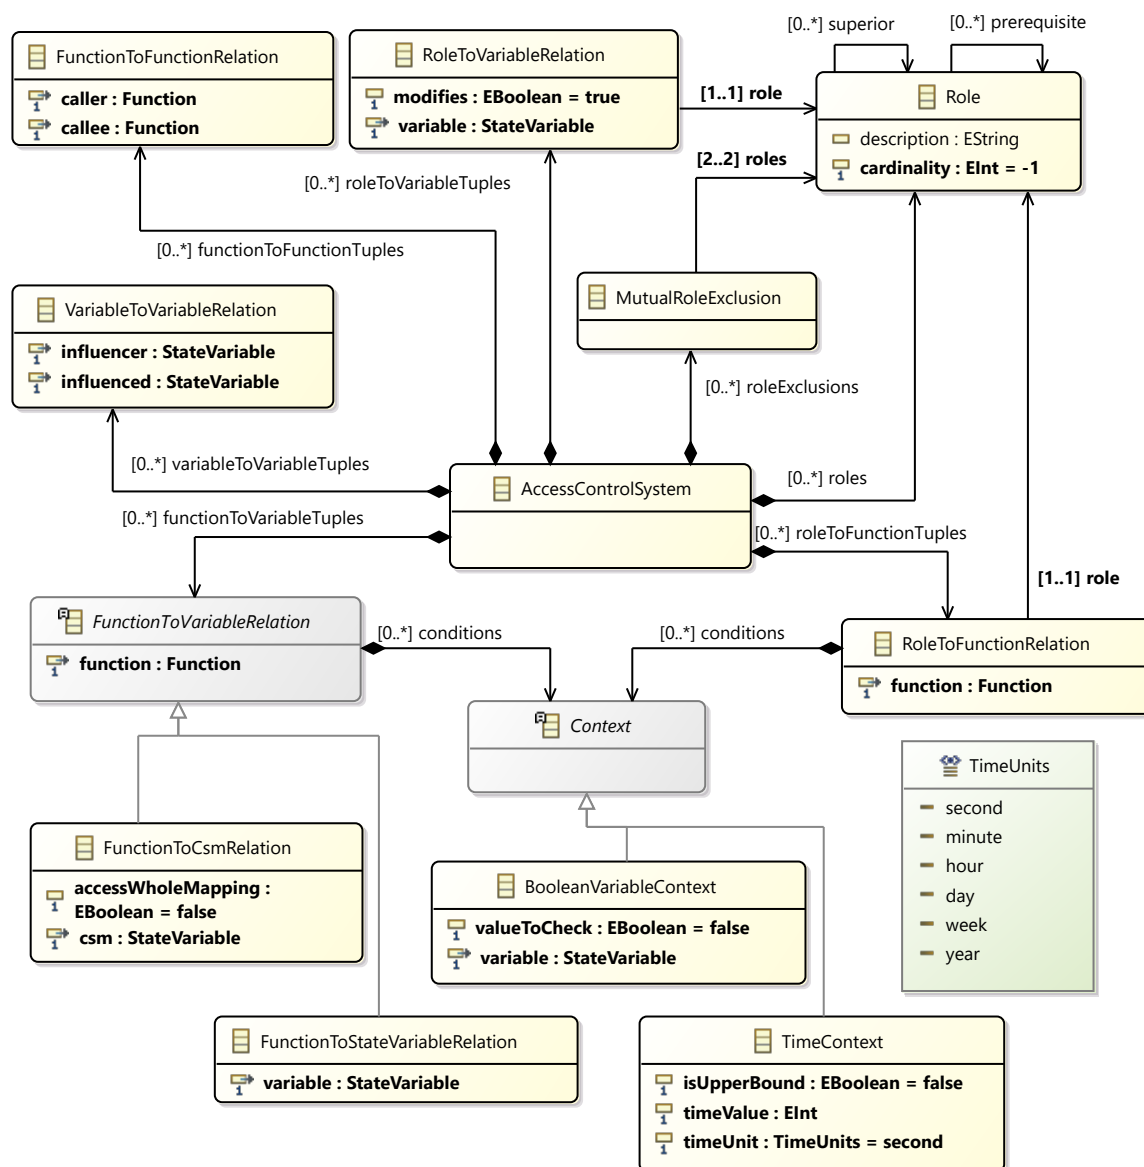 [0..*] superior
[0..*] prerequisite
FunctionToFunctionRelation
caller : Function
callee : Function
RoleToVariableRelation
modifies : EBoolean = true
variable : StateVariable
[1..1] role
Role
description : EString
cardinality : EInt = -1
[2..2] roles
[0..*] roleToVariableTuples
[0..*] functionToFunctionTuples
VariableToVariableRelation
influencer : StateVariable
influenced : StateVariable
MutualRoleExclusion
[0..*] roleExclusions
[0..*] variableToVariableTuples
AccessControlSystem
[0..*] roles
[0..*] functionToVariableTuples
[0..*] roleToFunctionTuples
[1..1] role
FunctionToVariableRelation
function : Function
[0..*] conditions
[0..*] conditions
RoleToFunctionRelation
function : Function
Context
TimeUnits
second
minute
hour
day
week
year
FunctionToCsmRelation
accessWholeMapping :
EBoolean = false
csm : StateVariable
BooleanVariableContext
valueToCheck : EBoolean = false
variable : StateVariable
FunctionToStateVariableRelation
variable : StateVariable
TimeContext
isUpperBound : EBoolean = false
timeValue : EInt
timeUnit : TimeUnits = second